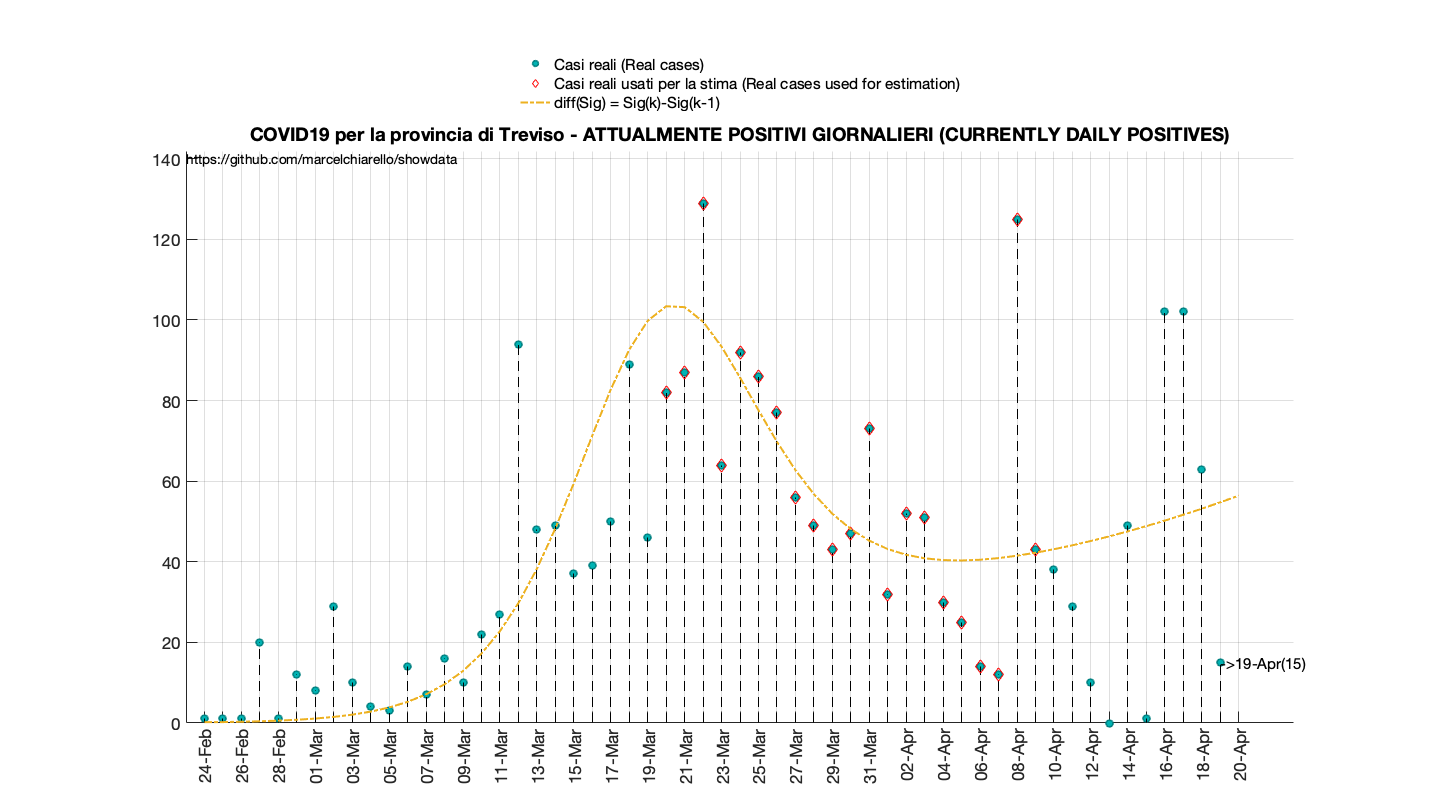 Casi reali (Real cases)
Casi reali usati per la stima (Real cases used for estimation)
diff(Sig) = Sig(k)-Sig(k-1)
COVID19 per la provincia di Treviso - ATTUALMENTE POSITIVI GIORNALIERI (CURRENTLY DAILY POSITIVES)
https://github.com/marcelchiarello/showdata
140
120
100
80
60
40
20
0
->19-Apr(15)
24-Feb
26-Feb
28-Feb
01-Mar
03-Mar
05-Mar
07-Mar
09-Mar
11-Mar
13-Mar
15-Mar
17-Mar
19-Mar
21-Mar
23-Mar
25-Mar
27-Mar
29-Mar
31-Mar
02-Apr
04-Apr
06-Apr
08-Apr
10-Apr
12-Apr
14-Apr
16-Apr
18-Apr
20-Apr